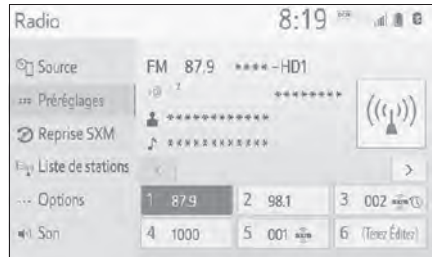 Radio 8:19
Source
FM 87.9 ****-HD1
Préréglages
********
***********
Reprise SXM
***********
Liste de stations
Options
1 87.9
2 98.1
3 002
Son
4 1000
5 001
6 (Tenez Éditez)